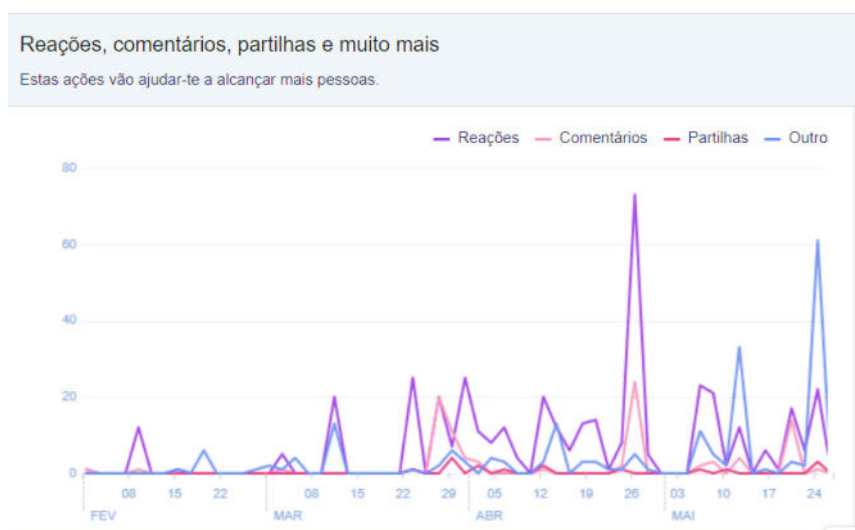 Reações, comentários, partilhas e muito mais
Estas ações vão ajudar-te a alcançar mais pessoas.
Reações Comentários Partilhas Outro
80
60
40
20
0
08 15 22 08 15 22 29 05 12 19 26 03 10 17 24
FEV MAR ABR MAI